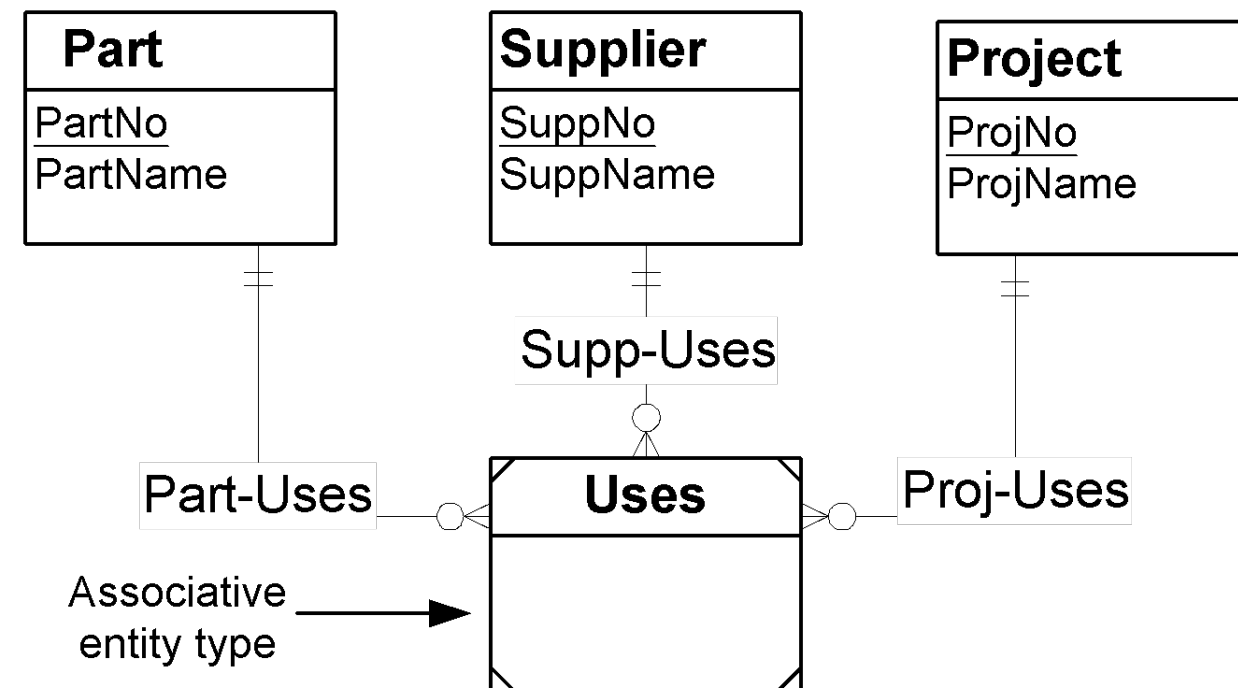 Part
PartNo
PartName
Supplier
SuppNo
SuppName
Project
ProjNo
ProjName
Supp-Uses
Part-Uses
Uses
Proj-Uses
Associative
entity type